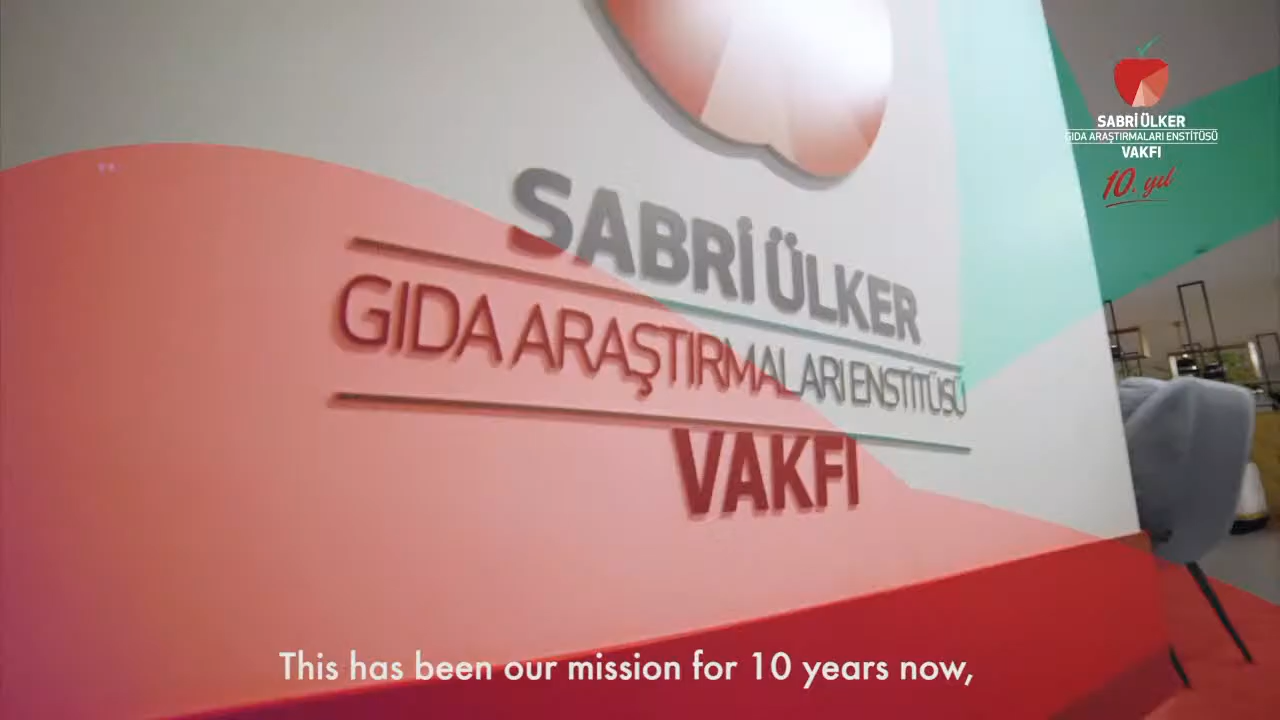 SABRİ ÜLKER
GIDA ARAŞTIRMALARI ENSTİTÜSÜ
VAKFI
SABRİ ÜLKER
GIDA ARAŞTIRMALARI ENSTİTÜSÜ
VAKFI
10. yıl
This has been our mission for 10 years now,